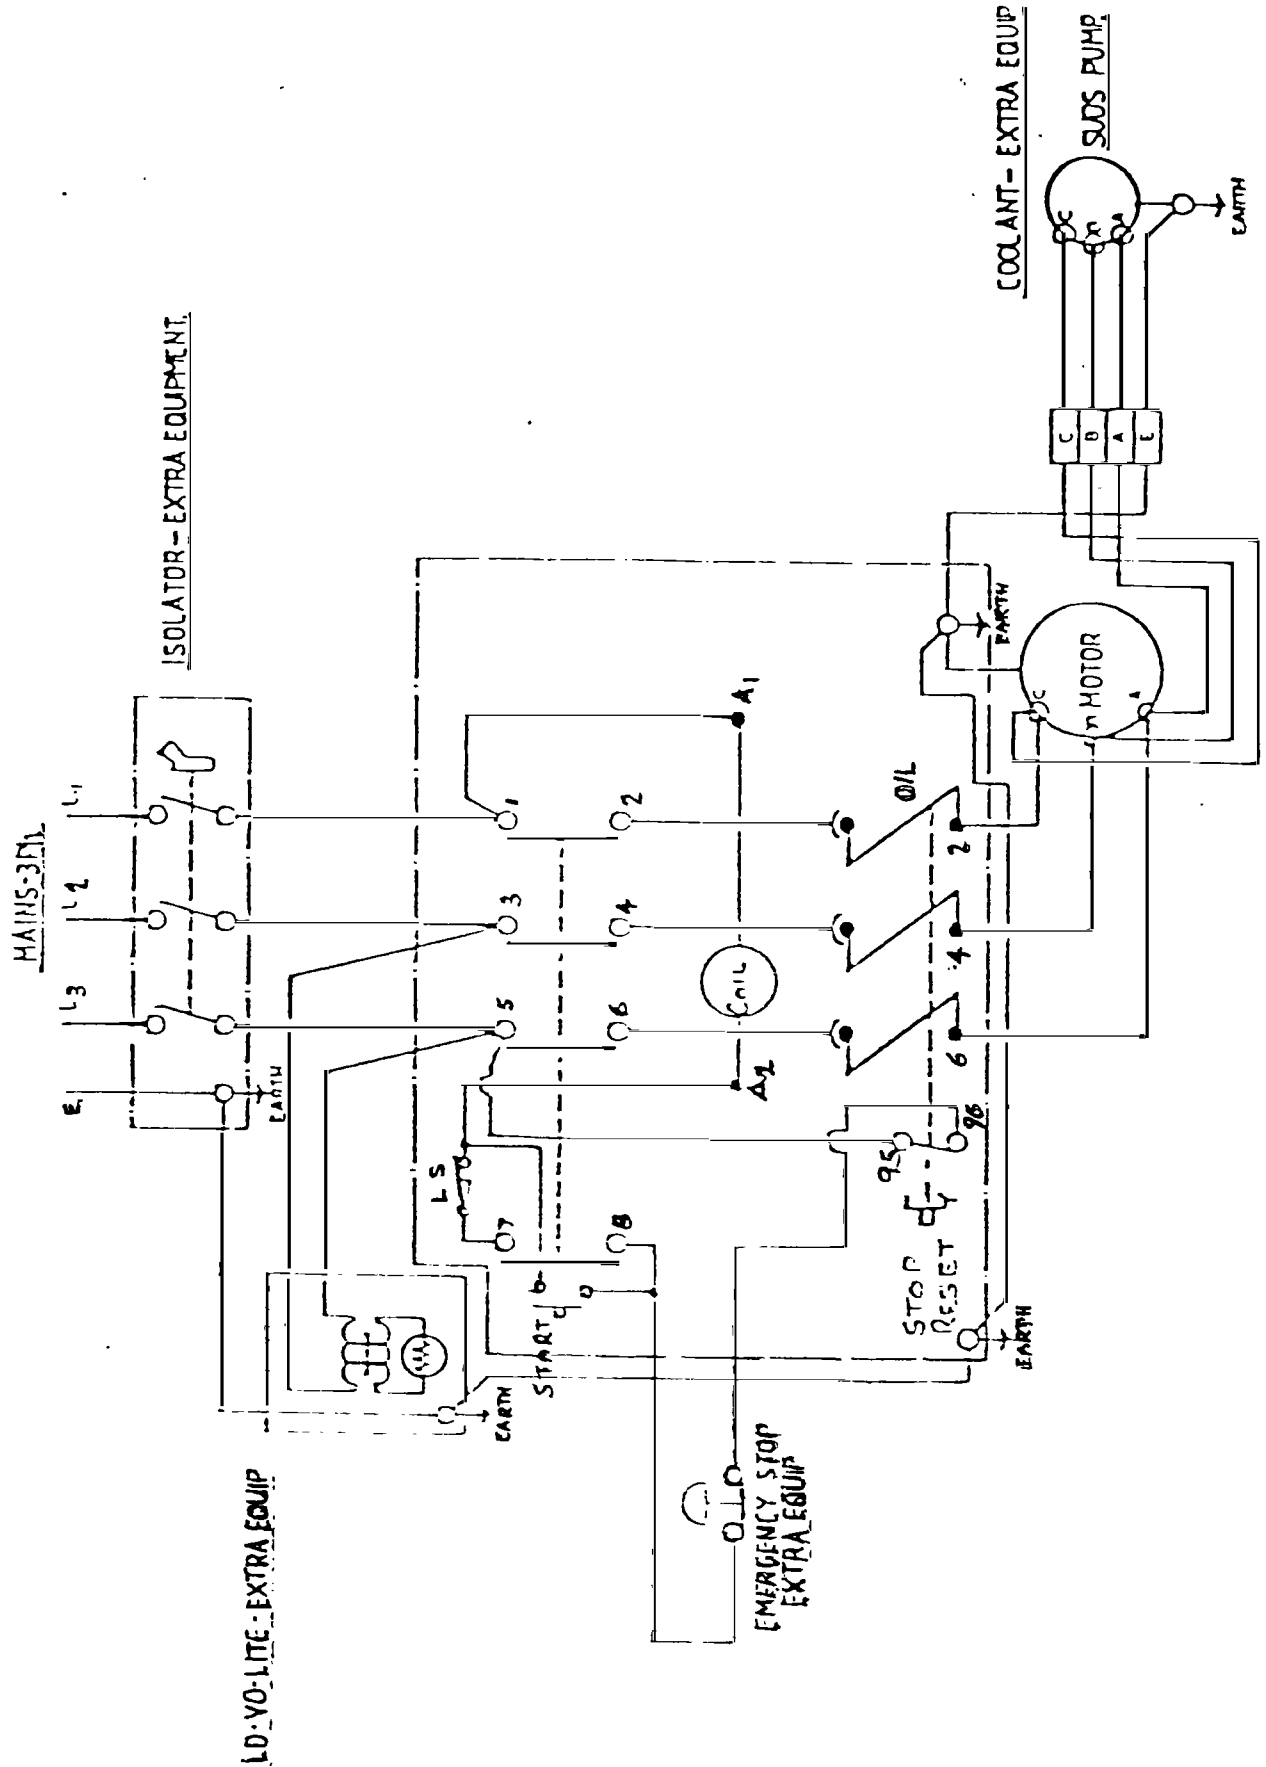 MAINS-3PH.
L1
L2
L3
E.
ISOLATOR-EXTRA EQUIPMENT.
EARTH
1
3
5
7
2
4
6
8
LS
A1
A2
COIL
START
O/L
2
4
6
95
96
STOP
RESET
EARTH
EARTH
EARTH
LO-VO-LITE-EXTRA EQUIP
EMERGENCY STOP
EXTRA EQUIP
MOTOR
C
A
C
B
A
E
C
A
EARTH
COOLANT-EXTRA EQUIP
SUDS PUMP.